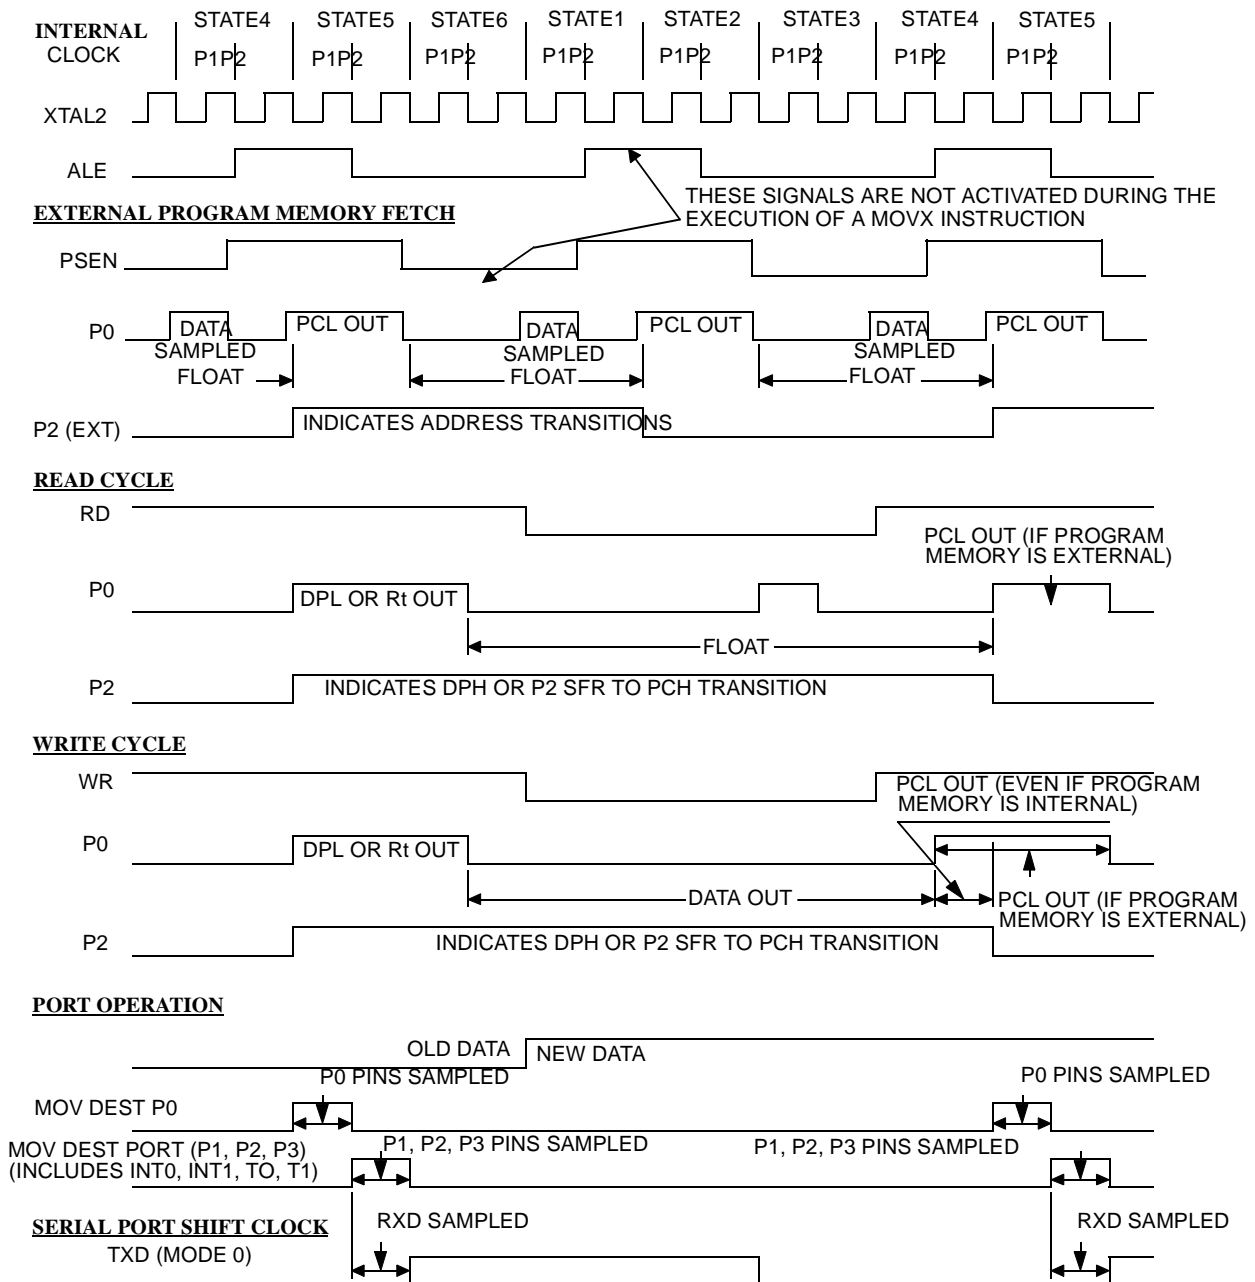 INTERNAL
CLOCK
STATE4 STATE5 STATE6 STATE1 STATE2 STATE3 STATE4 STATE5
P1P2 P1P2 P1P2 P1P2 P1P2 P1P2 P1P2 P1P2
XTAL2
ALE
THESE SIGNALS ARE NOT ACTIVATED DURING THE
EXECUTION OF A MOVX INSTRUCTION
EXTERNAL PROGRAM MEMORY FETCH
PSEN
P0
DATA
SAMPLED
PCL OUT
DATA
SAMPLED
PCL OUT
DATA
SAMPLED
PCL OUT
FLOAT FLOAT FLOAT
P2 (EXT)
INDICATES ADDRESS TRANSITIONS
READ CYCLE
RD
PCL OUT (IF PROGRAM
MEMORY IS EXTERNAL)
P0
DPL OR Rt OUT
FLOAT
P2
INDICATES DPH OR P2 SFR TO PCH TRANSITION
WRITE CYCLE
WR
PCL OUT (EVEN IF PROGRAM
MEMORY IS INTERNAL)
P0
DPL OR Rt OUT
DATA OUT
PCL OUT (IF PROGRAM
MEMORY IS EXTERNAL)
P2
INDICATES DPH OR P2 SFR TO PCH TRANSITION
PORT OPERATION
OLD DATA NEW DATA
P0 PINS SAMPLED P0 PINS SAMPLED
MOV DEST P0
MOV DEST PORT (P1, P2, P3)
(INCLUDES INT0, INT1, TO, T1)
P1, P2, P3 PINS SAMPLED P1, P2, P3 PINS SAMPLED
SERIAL PORT SHIFT CLOCK
TXD (MODE 0)
RXD SAMPLED RXD SAMPLED